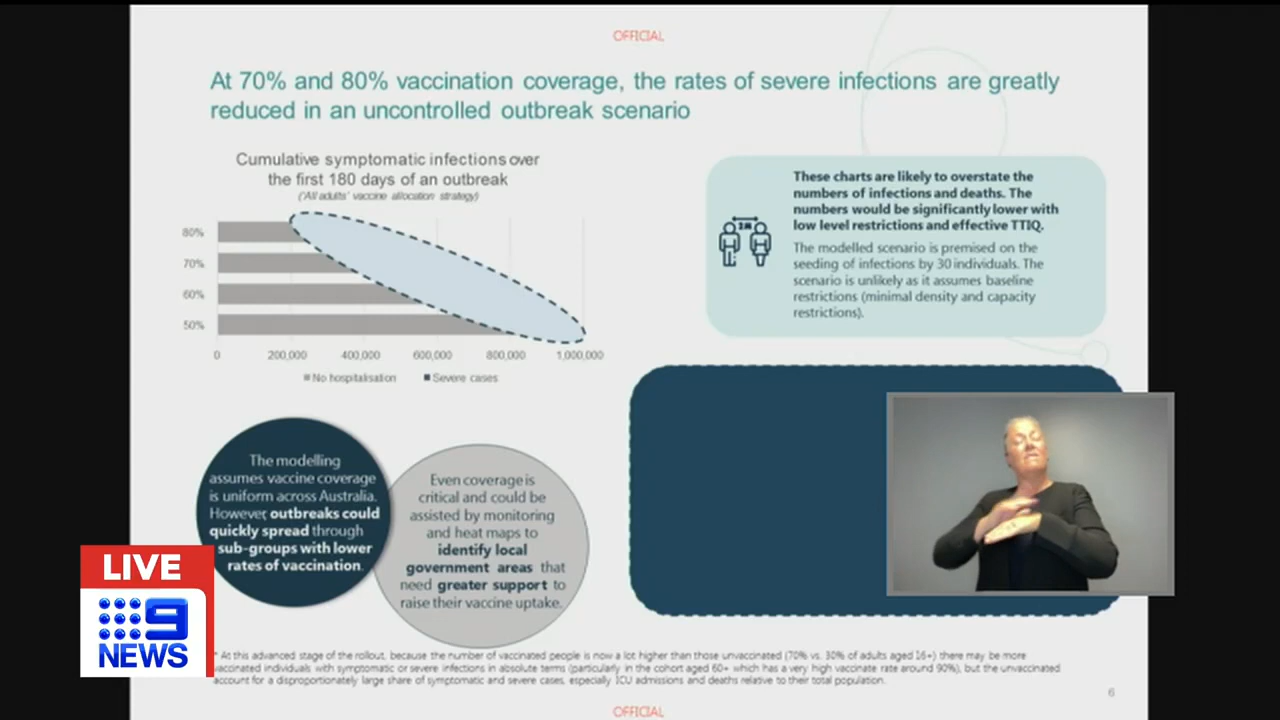 OFFICIAL
At 70% and 80% vaccination coverage, the rates of severe infections are greatly
reduced in an uncontrolled outbreak scenario
Cumulative symptomatic infections over
the first 180 days of an outbreak
('All adults' vaccine allocation strategy)
80%
70%
60%
50%
0 200,000 400,000 600,000 800,000 1,000,000
No hospitalisation Severe cases
These charts are likely to overstate the
numbers of infections and deaths. The
numbers would be significantly lower with
low level restrictions and effective TTIQ.
The modelled scenario is premised on the
seeding of infections by 30 individuals. The
scenario is unlikely as it assumes baseline
restrictions (minimal density and capacity
restrictions).
The modelling
assumes vaccine coverage
is uniform across Australia.
However, outbreaks could
quickly spread through
sub-groups with lower
rates of vaccination.
Even coverage is
critical and could be
assisted by monitoring
and heat maps to
identify local
government areas that
need greater support to
raise their vaccine uptake.
LIVE
9
NEWS
* At this advanced stage of the rollout, because the number of vaccinated people is now a lot higher than those unvaccinated (70% vs. 30% of adults aged 16+) there may be more
vaccinated individuals with symptomatic or severe infections in absolute terms (particularly in the cohort aged 60+ which has a very high vaccinate rate around 90%), but the unvaccinated
account for a disproportionately large share of symptomatic and severe cases, especially ICU admissions and deaths relative to their total population.
6
OFFICIAL